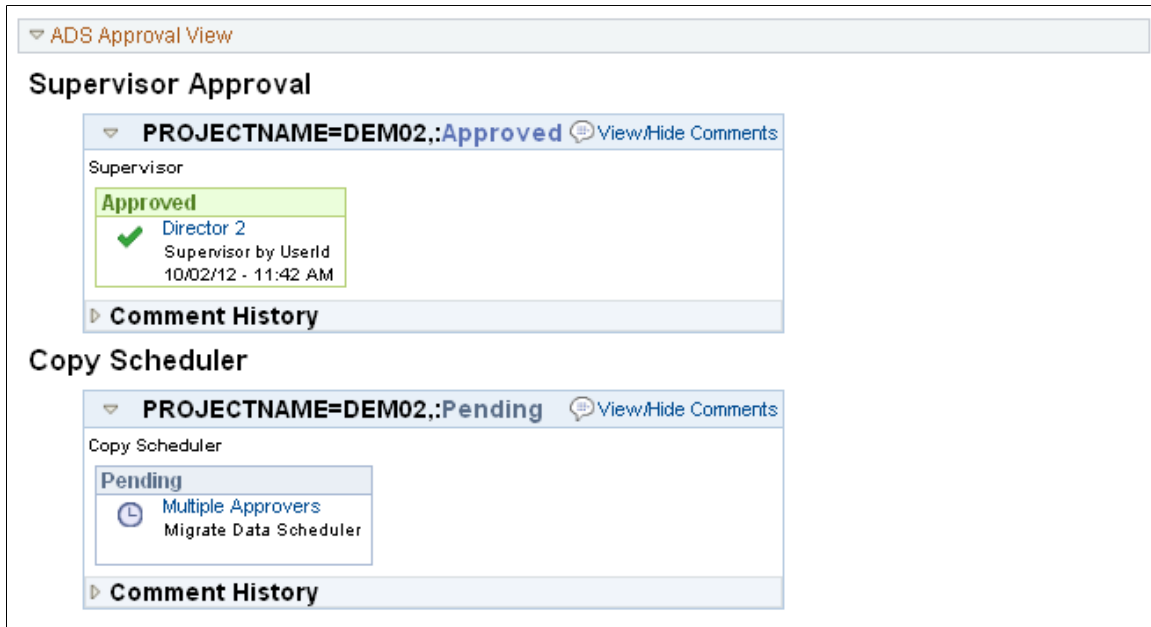 ADS Approval View
Supervisor Approval
PROJECTNAME=DEM02,:Approved View/Hide Comments
Supervisor
Approved
Director 2
Supervisor by UserId
10/02/12 - 11:42 AM
Comment History
Copy Scheduler
PROJECTNAME=DEM02,:Pending View/Hide Comments
Copy Scheduler
Pending
Multiple Approvers
Migrate Data Scheduler
Comment History